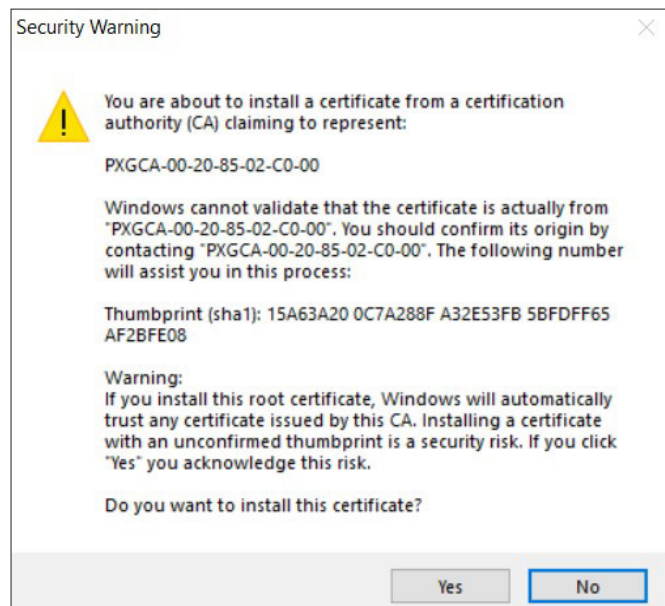 Security Warning
You are about to install a certificate from a certification
authority (CA) claiming to represent:
PXGCA-00-20-85-02-C0-00
Windows cannot validate that the certificate is actually from
"PXGCA-00-20-85-02-C0-00". You should confirm its origin by
contacting "PXGCA-00-20-85-02-C0-00". The following number
will assist you in this process:
Thumbprint (sha1): 15A63A20 0C7A288F A32E53FB 5BFDFF65
AF2BFE08
Warning:
If you install this root certificate, Windows will automatically
trust any certificate issued by this CA. Installing a certificate
with an unconfirmed thumbprint is a security risk. If you click
"Yes" you acknowledge this risk.
Do you want to install this certificate?
Yes No